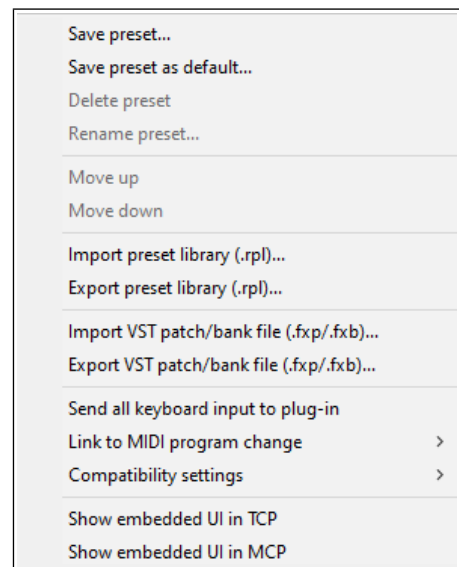 Save preset...
Save preset as default...
Delete preset
Rename preset...
Move up
Move down
Import preset library (.rpl)...
Export preset library (.rpl)...
Import VST patch/bank file (.fxp/.fxb)...
Export VST patch/bank file (.fxp/.fxb)...
Send all keyboard input to plug-in
Link to MIDI program change
Compatibility settings
Show embedded UI in TCP
Show embedded UI in MCP